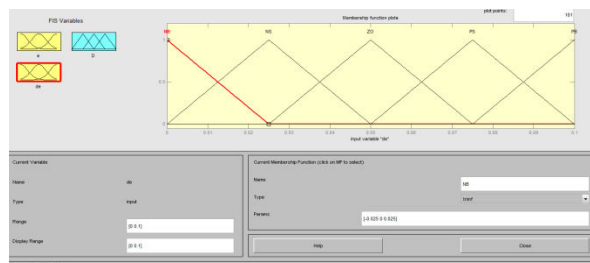 FIS Variables
Membership function plots
plot points:
181
e
D
de
NB
NS
ZO
PS
PB
1
0.5
0
0
0.01
0.02
0.03
0.04
0.05
0.06
0.07
0.08
0.09
0.1
input variable "de"
Current Variable
Name
de
Type
input
Range
[0 0.1]
Display Range
[0 0.1]
Current Membership Function (click on MF to select)
Name
NB
Type
trimf
Params
[-0.025 0 0.025]
Help
Close